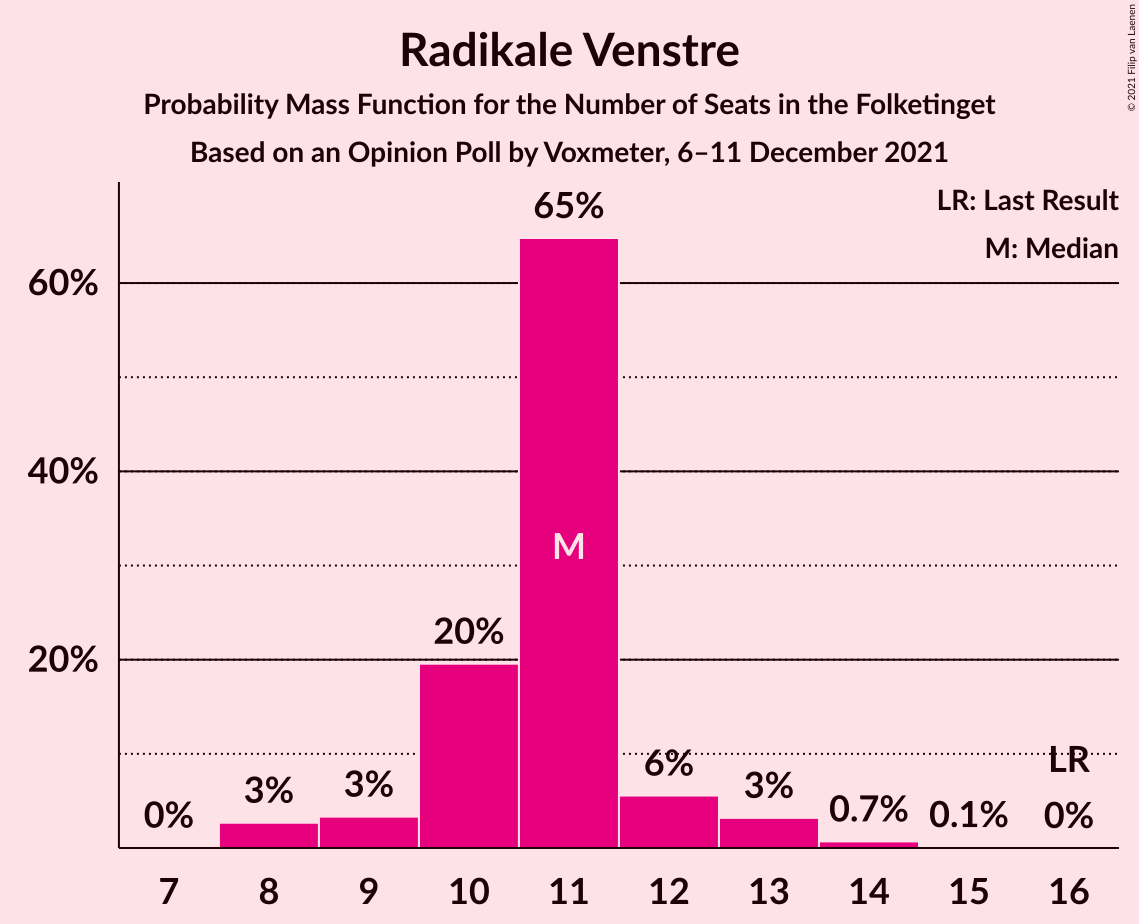 Radikale Venstre
Probability Mass Function for the Number of Seats in the Folketinget
Based on an Opinion Poll by Voxmeter, 6–11 December 2021
© 2021 Filip van Laenen
LR: Last Result
M: Median
60%
40%
20%
0%
3%
3%
20%
65%
M
6%
3%
0.7%
0.1%
LR
0%
7
8
9
10
11
12
13
14
15
16